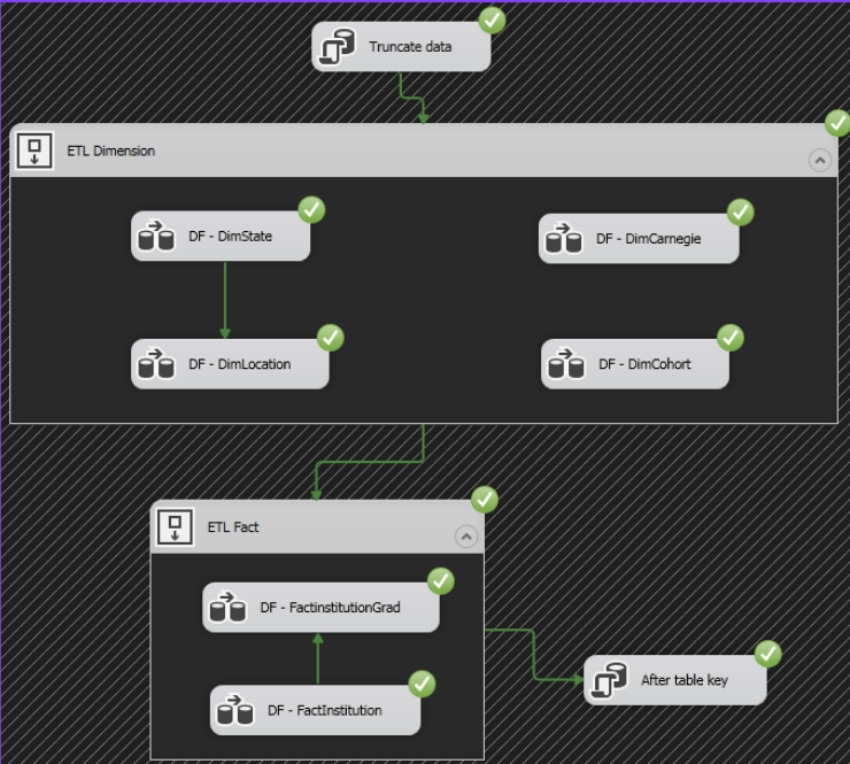 Truncate data
ETL Dimension
DF - DimState
DF - DimCarnegie
DF - DimLocation
DF - DimCohort
ETL Fact
DF - FactinstitutionGrad
DF - FactInstitution
After table key